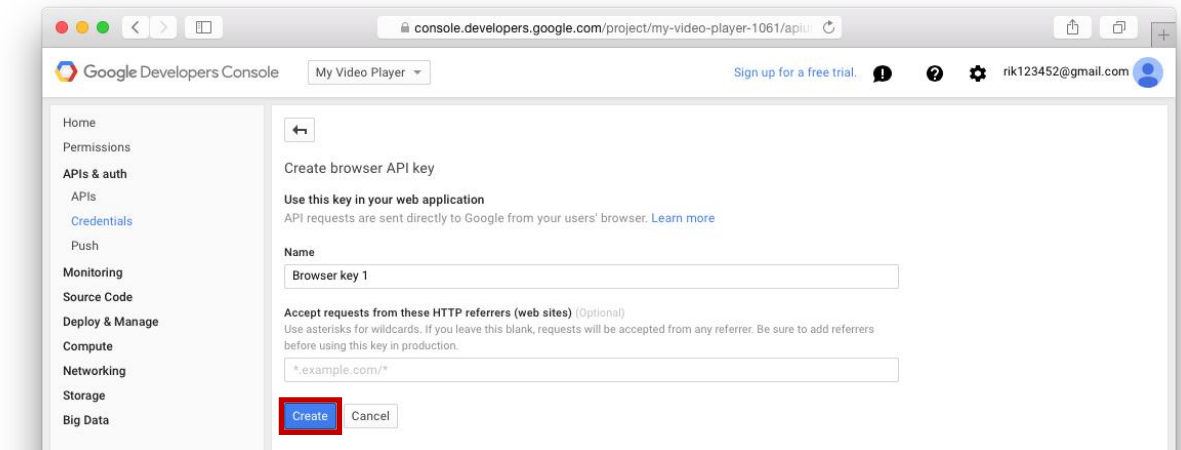 console.developers.google.com/project/my-video-player-1061/apiu
Google Developers Console
My Video Player
Sign up for a free trial.
rik123452@gmail.com
Home
Permissions
APIs & auth
APIs
Credentials
Push
Monitoring
Source Code
Deploy & Manage
Compute
Networking
Storage
Big Data
Create browser API key
Use this key in your web application
API requests are sent directly to Google from your users' browser. Learn more
Name
Browser key 1
Accept requests from these HTTP referrers (web sites) (Optional)
Use asterisks for wildcards. If you leave this blank, requests will be accepted from any referrer. Be sure to add referrers
before using this key in production.
*.example.com/*
Create Cancel